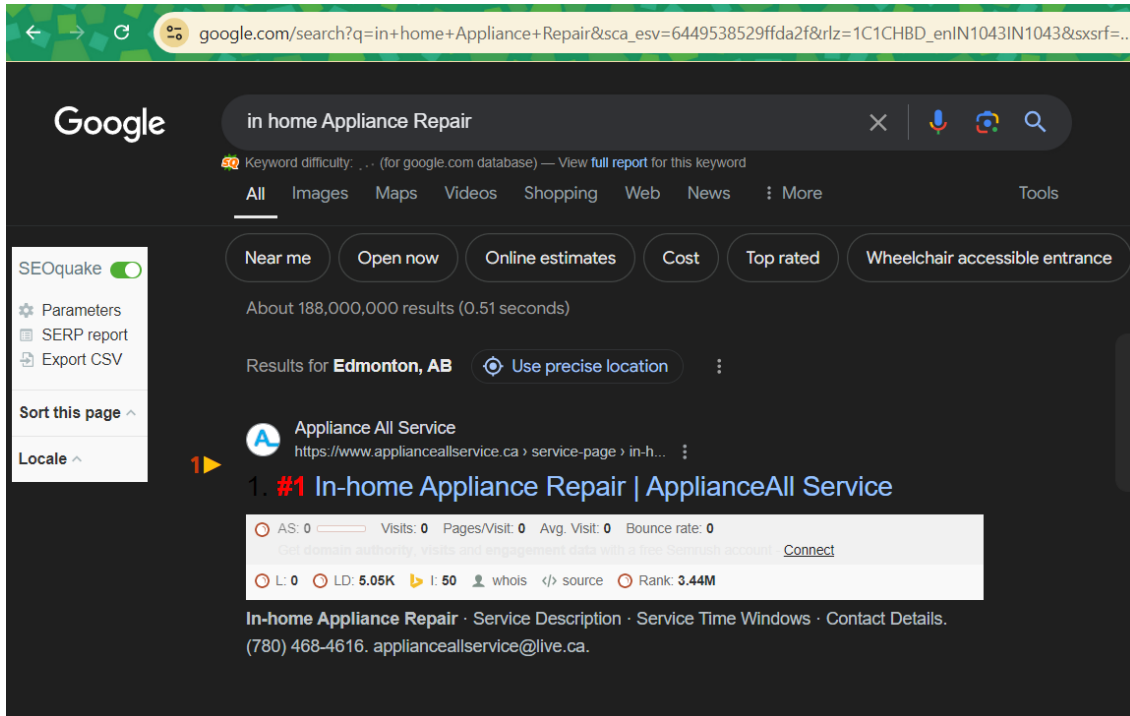 google.com/search?q=in+home+Appliance+Repair&sca_esv=6449538529ffda2f&rlz=1C1CHBD_enIN1043IN1043&sxsrf=...
Google
in home Appliance Repair
SQ Keyword difficulty: ... (for google.com database) — View full report for this keyword
All Images Maps Videos Shopping Web News More Tools
Near me Open now Online estimates Cost Top rated Wheelchair accessible entrance
SEOquake
Parameters
SERP report
Export CSV
Sort this page
Locale
About 188,000,000 results (0.51 seconds)
Results for Edmonton, AB Use precise location
Appliance All Service
https://www.applianceallservice.ca › service-page › in-h...
1
1. #1 In-home Appliance Repair | ApplianceAll Service
AS: 0 Visits: 0 Pages/Visit: 0 Avg. Visit: 0 Bounce rate: 0
Get domain authority, visits and engagement data with a free Semrush account - Connect
L: 0 LD: 5.05K I: 50 whois </> source Rank: 3.44M
In-home Appliance Repair · Service Description · Service Time Windows · Contact Details.
(780) 468-4616. applianceallservice@live.ca.